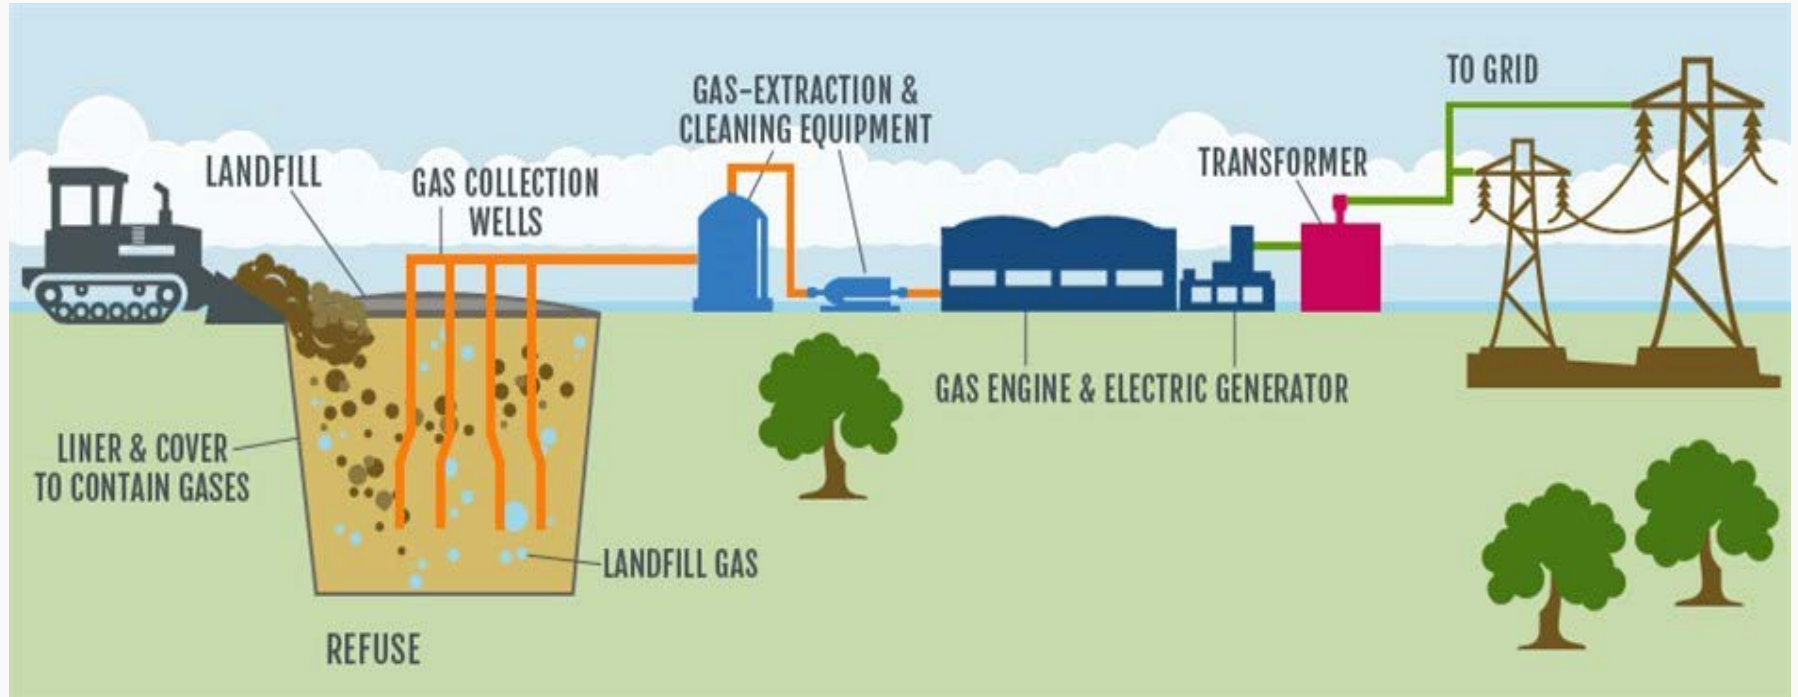 TO GRID
GAS-EXTRACTION &
CLEANING EQUIPMENT
TRANSFORMER
LANDFILL
GAS COLLECTION
WELLS
GAS ENGINE & ELECTRIC GENERATOR
LINER & COVER
TO CONTAIN GASES
LANDFILL GAS
REFUSE